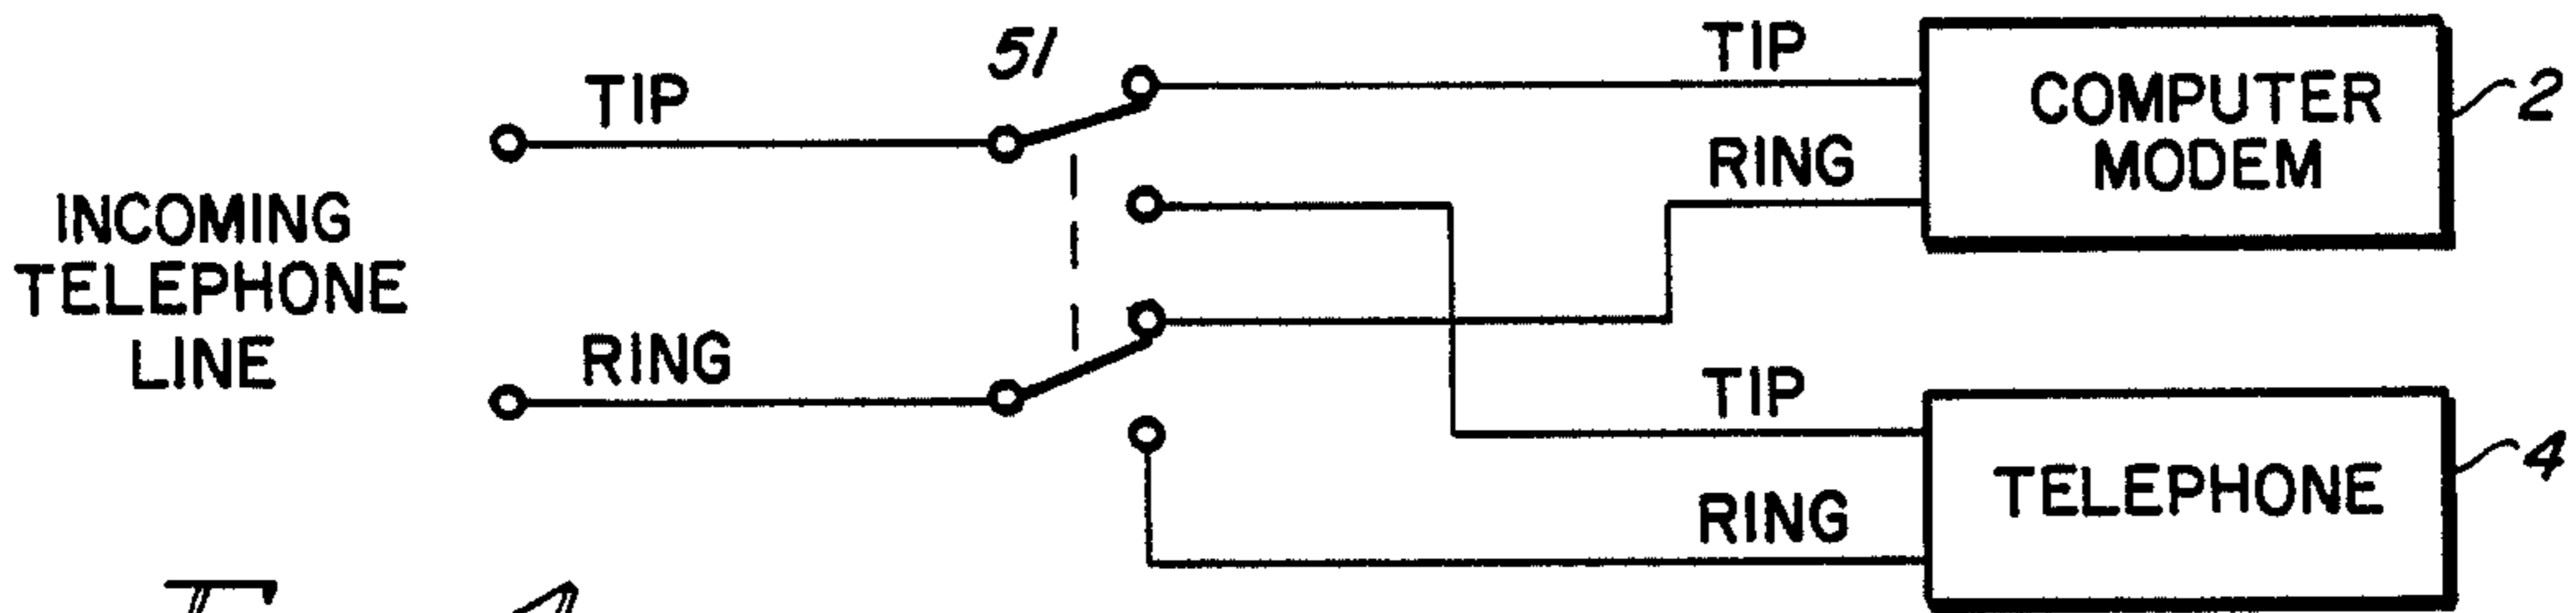 51
TIP
TIP
COMPUTER
MODEM
2
RING
INCOMING
TELEPHONE
LINE
RING
TIP
TELEPHONE
4
RING